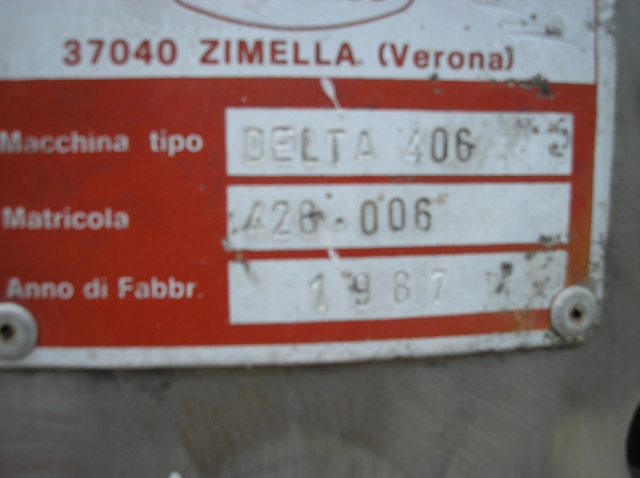 37040 ZIMELLA (Verona)
Macchina tipo DELTA 406
Matricola 428.006
Anno di Fabbr. 1987